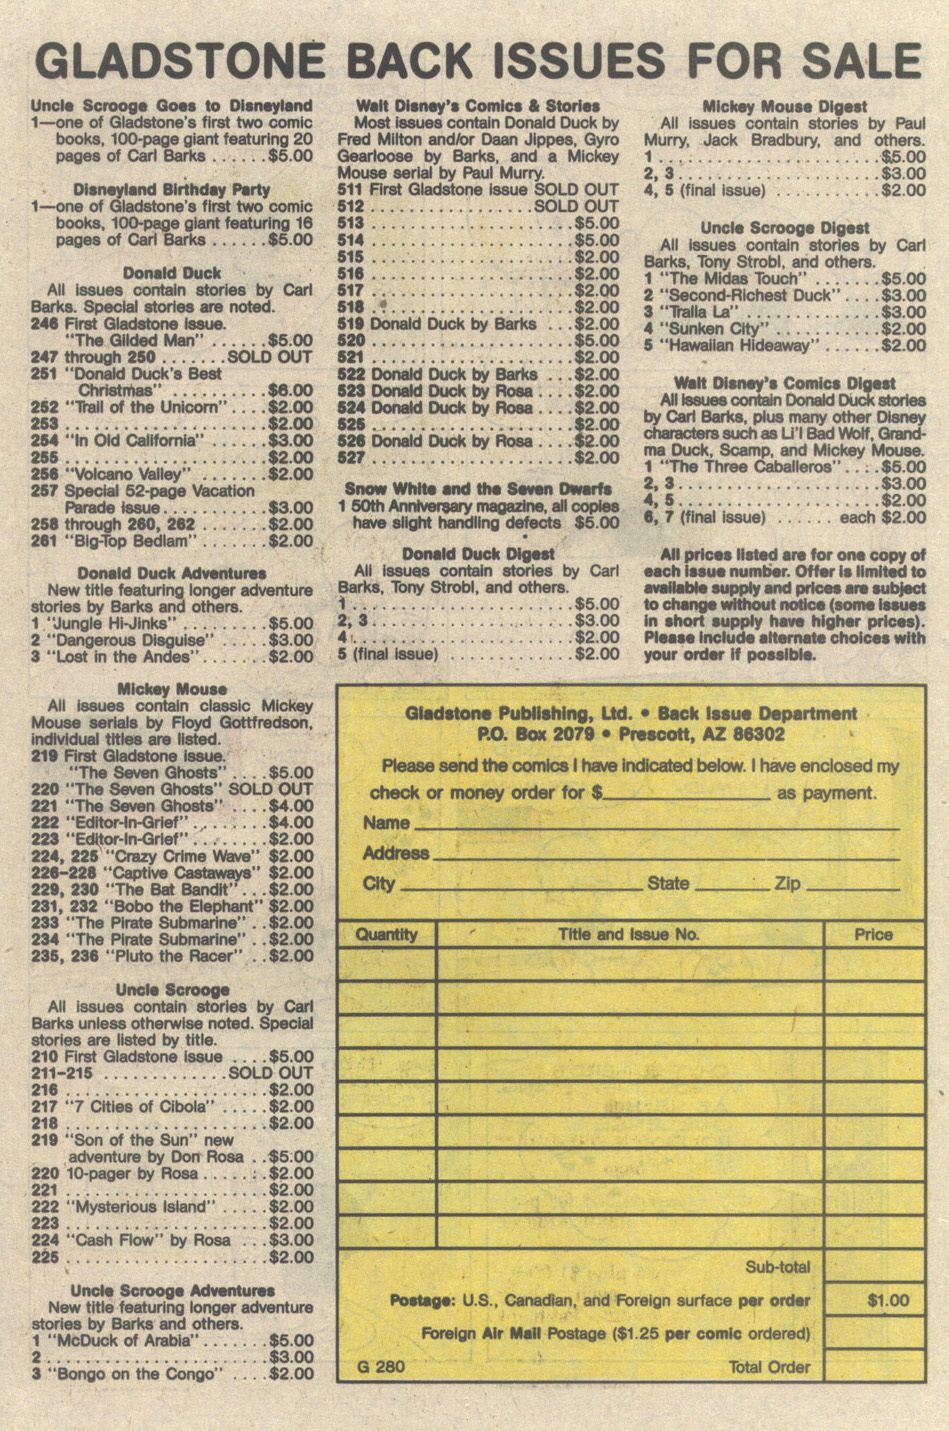 GLADSTONE BACK ISSUES FOR SALE
Uncle Scrooge Goes to Disneyland
1—one of Gladstone's first two comic
books, 100-page giant featuring 20
pages of Carl Barks . . . . . . $5.00
Disneyland Birthday Party
1—one of Gladstone's first two comic
books, 100-page giant featuring 16
pages of Carl Barks . . . . . . $5.00
Donald Duck
All issues contain stories by Carl
Barks. Special stories are noted.
246 First Gladstone issue.
"The Gilded Man" . . . . . . . $5.00
247 through 250 . . . . . . . SOLD OUT
251 "Donald Duck's Best
Christmas" . . . . . . . . . . $6.00
252 "Trail of the Unicorn" . . . . $2.00
253 . . . . . . . . . . . . . . . . . . . . $2.00
254 "In Old California" . . . . . . $3.00
255 . . . . . . . . . . . . . . . . . . . . $2.00
256 "Volcano Valley" . . . . . . . $2.00
257 Special 52-page Vacation
Parade issue . . . . . . . . . . . $3.00
258 through 260, 262 . . . . . . . $2.00
261 "Big-Top Bedlam" . . . . . . . $2.00
Donald Duck Adventures
New title featuring longer adventure
stories by Barks and others.
1 "Jungle Hi-Jinks" . . . . . . . . $5.00
2 "Dangerous Disguise" . . . . . $3.00
3 "Lost in the Andes" . . . . . . . $2.00
Mickey Mouse
All issues contain classic Mickey
Mouse serials by Floyd Gottfredson,
individual titles are listed.
219 First Gladstone issue.
"The Seven Ghosts" . . . . $5.00
220 "The Seven Ghosts" SOLD OUT
221 "The Seven Ghosts" . . . . $4.00
222 "Editor-In-Grief" . . . . . . . . $4.00
223 "Editor-In-Grief" . . . . . . . . $2.00
224, 225 "Crazy Crime Wave" $2.00
226–228 "Captive Castaways" $2.00
229, 230 "The Bat Bandit" . . . $2.00
231, 232 "Bobo the Elephant" $2.00
233 "The Pirate Submarine" . . $2.00
234 "The Pirate Submarine" . . $2.00
235, 236 "Pluto the Racer" . . $2.00
Uncle Scrooge
All issues contain stories by Carl
Barks unless otherwise noted. Special
stories are listed by title.
210 First Gladstone issue . . . . $5.00
211–215 . . . . . . . . . . . . . SOLD OUT
216 . . . . . . . . . . . . . . . . . . . . $2.00
217 "7 Cities of Cibola" . . . . . $2.00
218 . . . . . . . . . . . . . . . . . . . . $2.00
219 "Son of the Sun" new
adventure by Don Rosa . . $5.00
220 10-pager by Rosa . . . . . . . $2.00
221 . . . . . . . . . . . . . . . . . . . . $2.00
222 "Mysterious Island" . . . . . $2.00
223 . . . . . . . . . . . . . . . . . . . . $2.00
224 "Cash Flow" by Rosa . . . $3.00
225 . . . . . . . . . . . . . . . . . . . . $2.00
Uncle Scrooge Adventures
New title featuring longer adventure
stories by Barks and others.
1 "McDuck of Arabia" . . . . . . . $5.00
2 . . . . . . . . . . . . . . . . . . . . . . $3.00
3 "Bongo on the Congo" . . . . $2.00
Walt Disney's Comics & Stories
Most issues contain Donald Duck by
Fred Milton and/or Daan Jippes, Gyro
Gearloose by Barks, and a Mickey
Mouse serial by Paul Murry.
511 First Gladstone issue SOLD OUT
512 . . . . . . . . . . . . . . . . . SOLD OUT
513 . . . . . . . . . . . . . . . . . . . . $5.00
514 . . . . . . . . . . . . . . . . . . . . $5.00
515 . . . . . . . . . . . . . . . . . . . . $2.00
516 . . . . . . . . . . . . . . . . . . . . $2.00
517 . . . . . . . . . . . . . . . . . . . . $2.00
518 . . . . . . . . . . . . . . . . . . . . $2.00
519 Donald Duck by Barks . . . $2.00
520 . . . . . . . . . . . . . . . . . . . . $5.00
521 . . . . . . . . . . . . . . . . . . . . $2.00
522 Donald Duck by Barks . . . $2.00
523 Donald Duck by Rosa . . . . $2.00
524 Donald Duck by Rosa . . . . $2.00
525 . . . . . . . . . . . . . . . . . . . . $2.00
526 Donald Duck by Rosa . . . . $2.00
527 . . . . . . . . . . . . . . . . . . . . $2.00
Snow White and the Seven Dwarfs
1 50th Anniversary magazine, all copies
have slight handling defects $5.00
Donald Duck Digest
All issues contain stories by Carl
Barks, Tony Strobl, and others.
1 . . . . . . . . . . . . . . . . . . . . . . $5.00
2, 3 . . . . . . . . . . . . . . . . . . . . $3.00
4 . . . . . . . . . . . . . . . . . . . . . . $2.00
5 (final issue) . . . . . . . . . . . . $2.00
Mickey Mouse Digest
All issues contain stories by Paul
Murry, Jack Bradbury, and others.
1 . . . . . . . . . . . . . . . . . . . . . . $5.00
2, 3 . . . . . . . . . . . . . . . . . . . . $3.00
4, 5 (final issue) . . . . . . . . . . $2.00
Uncle Scrooge Digest
All issues contain stories by Carl
Barks, Tony Strobl, and others.
1 "The Midas Touch" . . . . . . . $5.00
2 "Second-Richest Duck" . . . . $3.00
3 "Tralla La" . . . . . . . . . . . . . . $3.00
4 "Sunken City" . . . . . . . . . . . $2.00
5 "Hawaiian Hideaway" . . . . . . $2.00
Walt Disney's Comics Digest
All issues contain Donald Duck stories
by Carl Barks, plus many other Disney
characters such as Li'l Bad Wolf, Grand-
ma Duck, Scamp, and Mickey Mouse.
1 "The Three Caballeros" . . . . $5.00
2, 3 . . . . . . . . . . . . . . . . . . . . $3.00
4, 5 . . . . . . . . . . . . . . . . . . . . $2.00
6, 7 (final issue) . . . . . . each $2.00
All prices listed are for one copy of
each issue number. Offer is limited to
available supply and prices are subject
to change without notice (some issues
in short supply have higher prices).
Please include alternate choices with
your order if possible.
Gladstone Publishing, Ltd. • Back Issue Department
P.O. Box 2079 • Prescott, AZ 86302
Please send the comics I have indicated below. I have enclosed my
check or money order for $ as payment.
Name
Address
City State Zip
Quantity Title and Issue No. Price
Sub-total
Postage: U.S., Canadian, and Foreign surface per order $1.00
Foreign Air Mail Postage ($1.25 per comic ordered)
G 280 Total Order